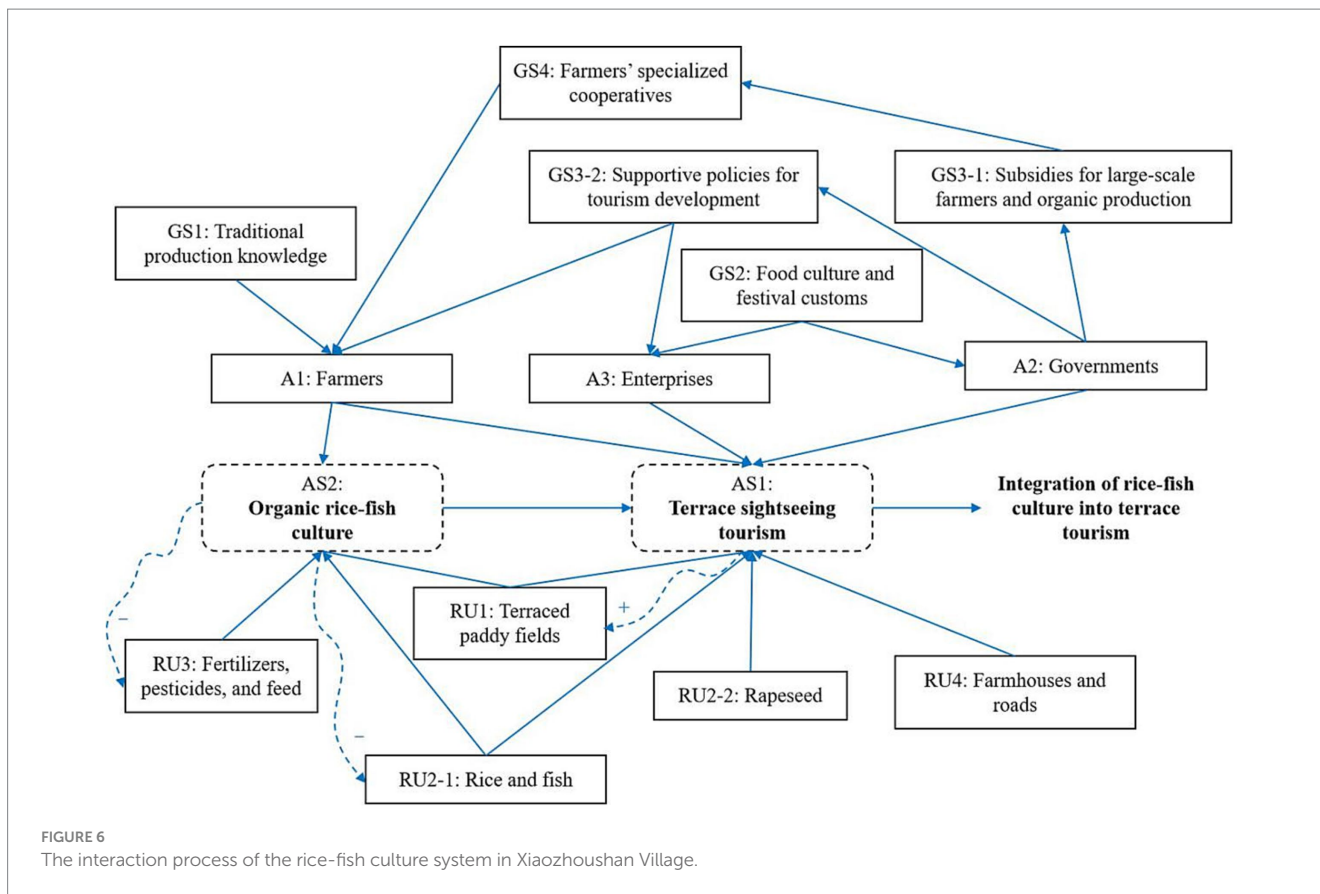 GS4: Farmers’ specialized
cooperatives
GS3-2: Supportive policies for
tourism development
GS3-1: Subsidies for large-scale
farmers and organic production
GS1: Traditional
production knowledge
GS2: Food culture and
festival customs
A1: Farmers
A3: Enterprises
A2: Governments
AS2:
Organic rice-fish
culture
AS1:
Terrace sightseeing
tourism
Integration of rice-fish
culture into terrace
tourism
RU1: Terraced
paddy fields
+
−
RU3: Fertilizers,
pesticides, and feed
RU2-2: Rapeseed
RU4: Farmhouses and
roads
−
RU2-1: Rice and fish
FIGURE 6
The interaction process of the rice-fish culture system in Xiaozhoushan Village.